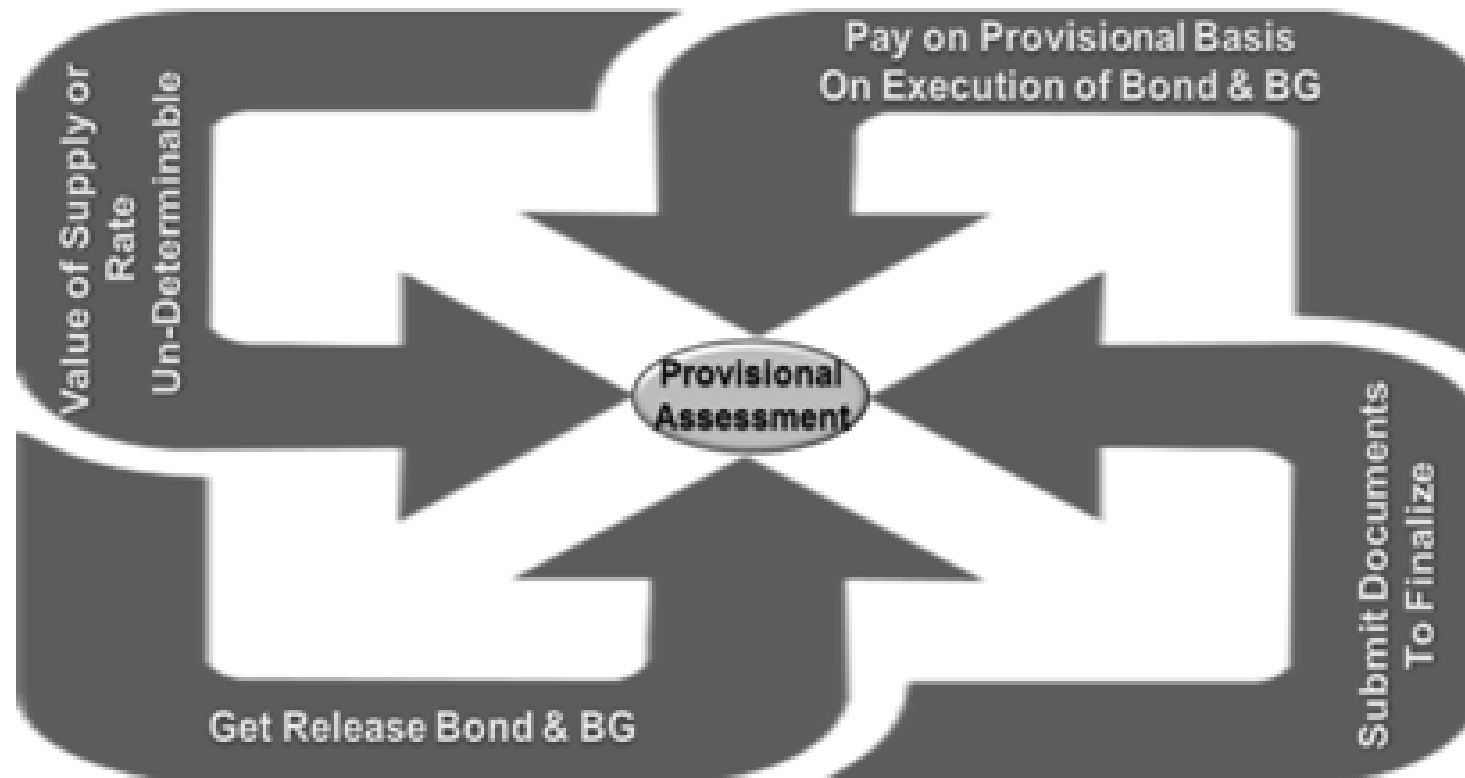 Value of Supply or
Rate
Un-Determinable
Pay on Provisional Basis
On Execution of Bond & BG
Provisional
Assessment
Submit Documents
To Finalize
Get Release Bond & BG